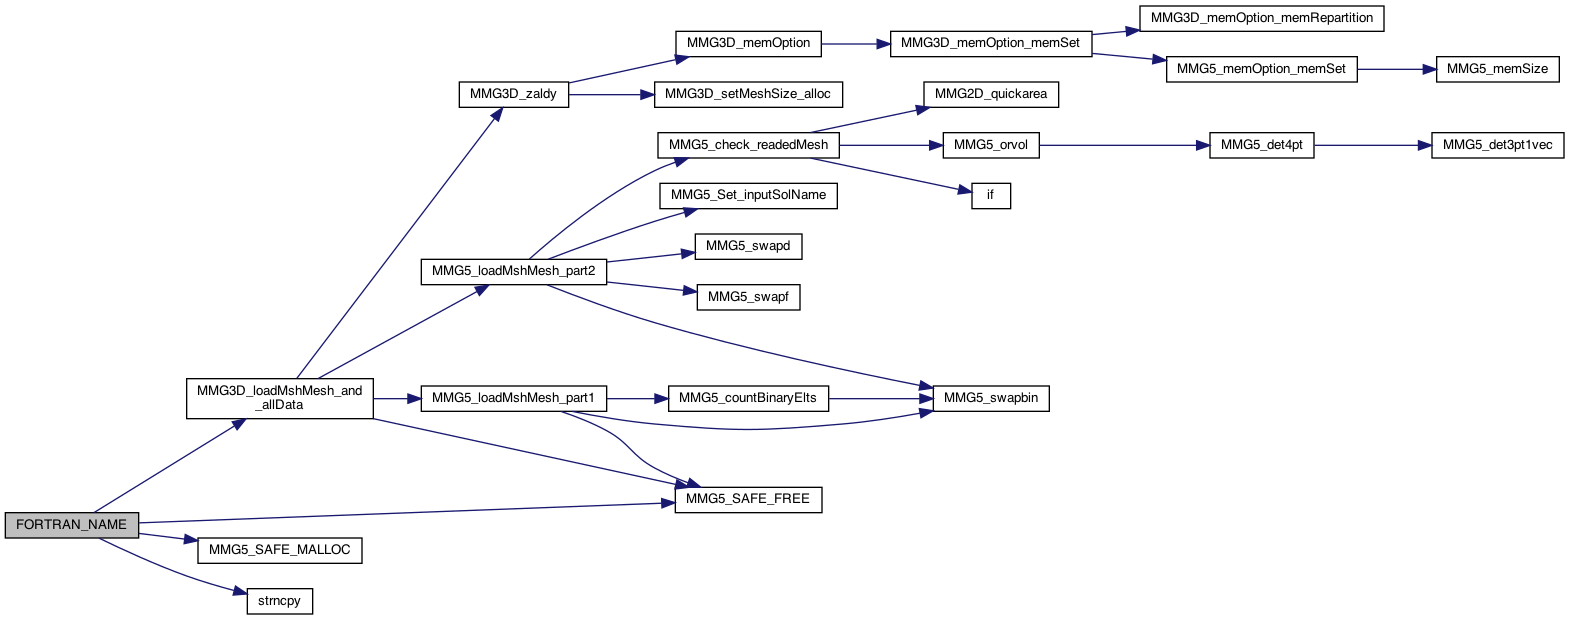 MMG3D_memOption_memRepartition
MMG3D_memOption
MMG3D_memOption_memSet
MMG5_memOption_memSet
MMG5_memSize
MMG3D_zaldy
MMG3D_setMeshSize_alloc
MMG2D_quickarea
MMG5_check_readedMesh
MMG5_orvol
MMG5_det4pt
MMG5_det3pt1vec
MMG5_Set_inputSolName
if
MMG5_swapd
MMG5_loadMshMesh_part2
MMG5_swapf
MMG3D_loadMshMesh_and
_allData
MMG5_loadMshMesh_part1
MMG5_countBinaryElts
MMG5_swapbin
MMG5_SAFE_FREE
FORTRAN_NAME
MMG5_SAFE_MALLOC
strncpy